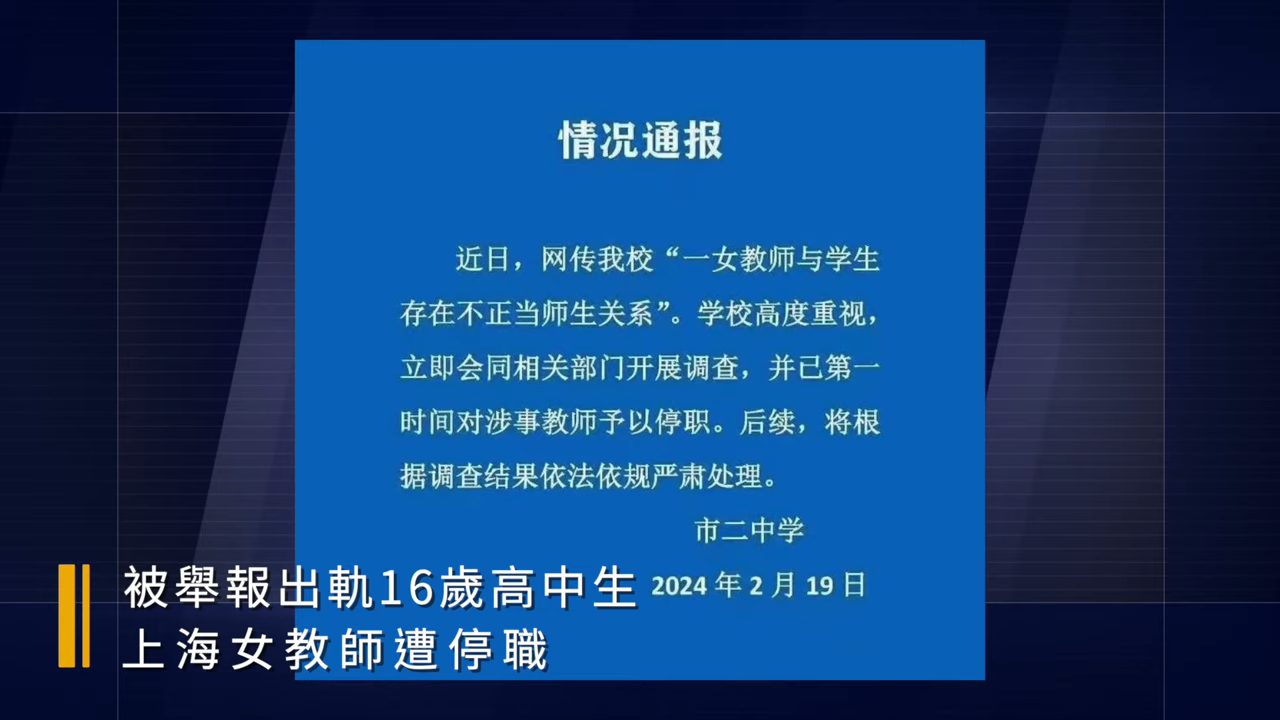 情况通报
近日，网传我校“一女教师与学生
存在不正当师生关系”。学校高度重视，
立即会同相关部门开展调查，并已第一
时间对涉事教师予以停职。后续，将根
据调查结果依法依规严肃处理。
市二中学
2024 年 2 月 19 日
被舉報出軌16歲高中生
上海女教師遭停職